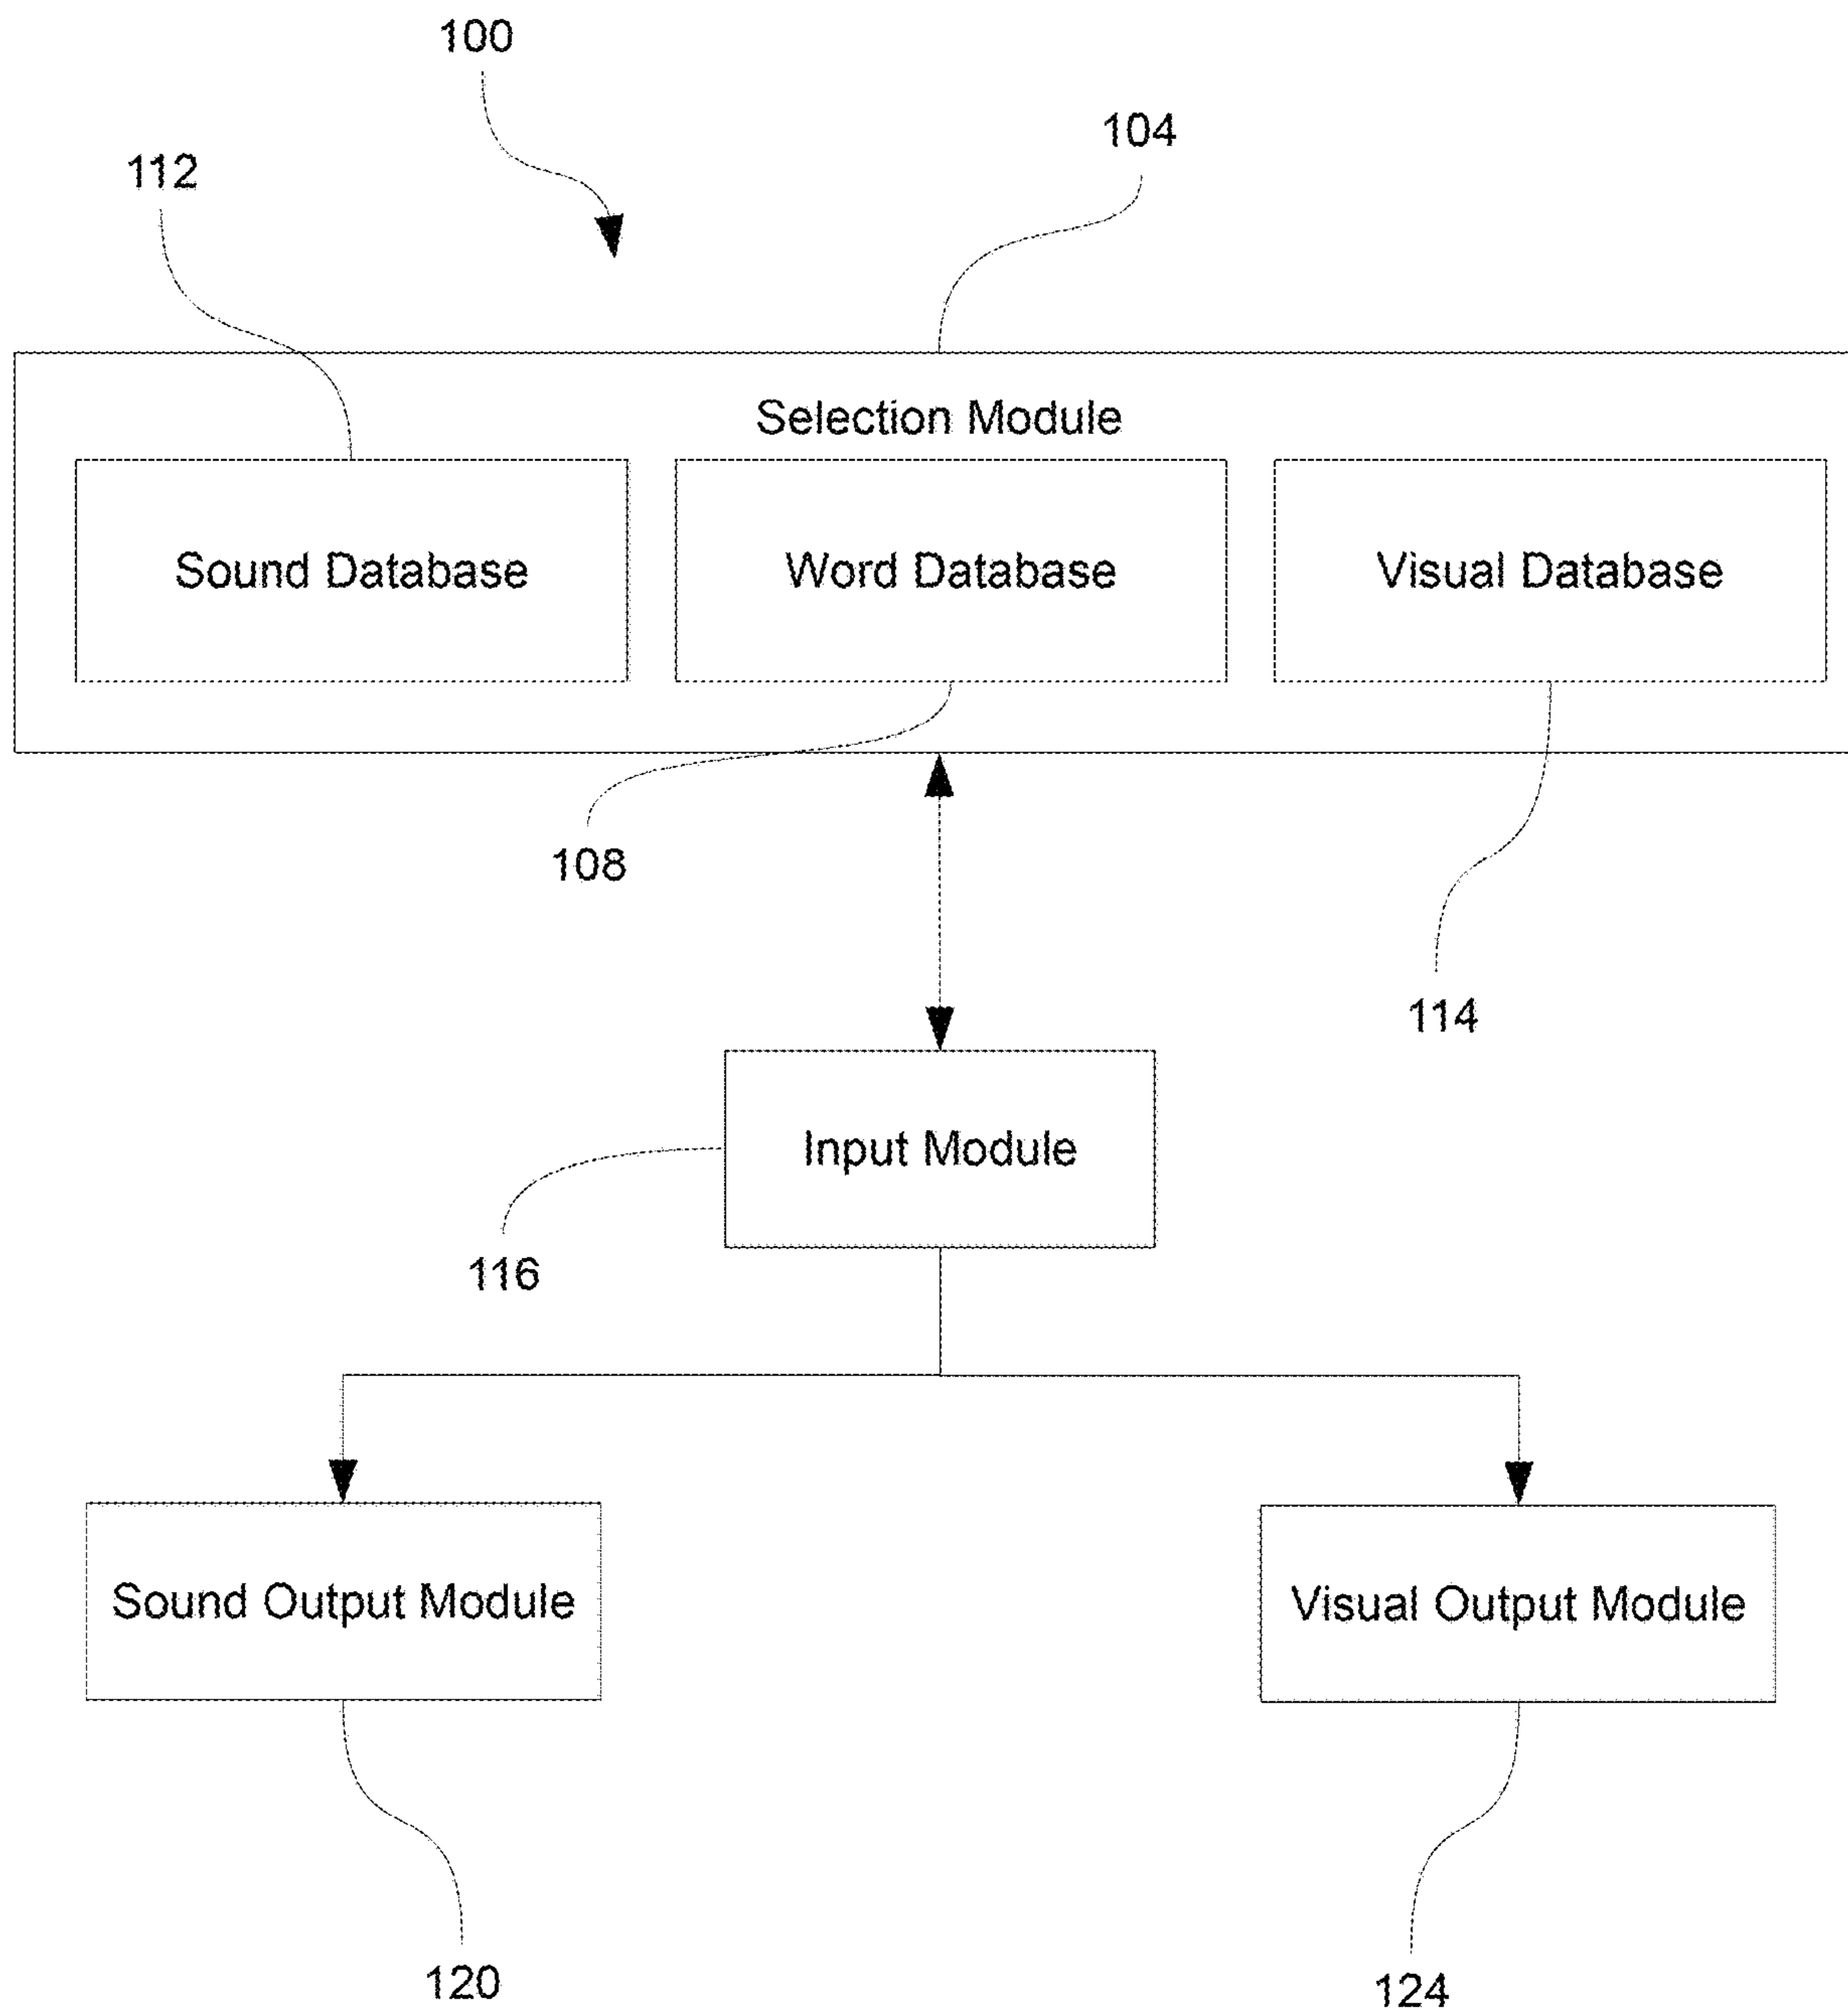 100
104
112
Selection Module
Sound Database
Word Database
Visual Database
108
114
Input Module
116
Sound Output Module
Visual Output Module
120
124